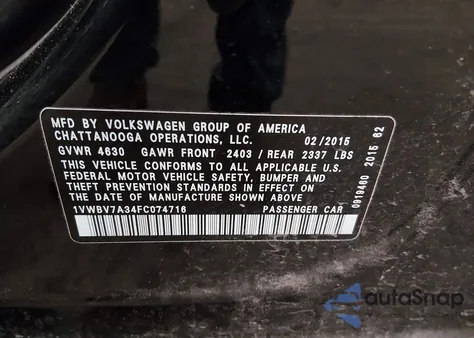 MFD BY VOLKSWAGEN GROUP OF AMERICA
CHATTANOOGA OPERATIONS, LLC. 02/2015
GVWR 4630 GAWR FRONT 2403 / REAR 2337 LBS
THIS VEHICLE CONFORMS TO ALL APPLICABLE U.S.
FEDERAL MOTOR VEHICLE SAFETY, BUMPER AND
THEFT PREVENTION STANDARDS IN EFFECT ON
THE DATE OF MANUFACTURE SHOWN ABOVE
1VWBV7A34FC074716 PASSENGER CAR
0919460 2015 62
autoSnap